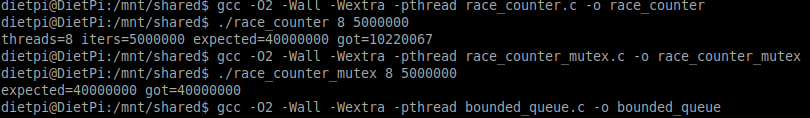 dietpi@DietPi:/mnt/shared$ gcc -O2 -Wall -Wextra -pthread race_counter.c -o race_counter
dietpi@DietPi:/mnt/shared$ ./race_counter 8 5000000
threads=8 iters=5000000 expected=40000000 got=10220067
dietpi@DietPi:/mnt/shared$ gcc -O2 -Wall -Wextra -pthread race_counter_mutex.c -o race_counter_mutex
dietpi@DietPi:/mnt/shared$ ./race_counter_mutex 8 5000000
expected=40000000 got=40000000
dietpi@DietPi:/mnt/shared$ gcc -O2 -Wall -Wextra -pthread bounded_queue.c -o bounded_queue